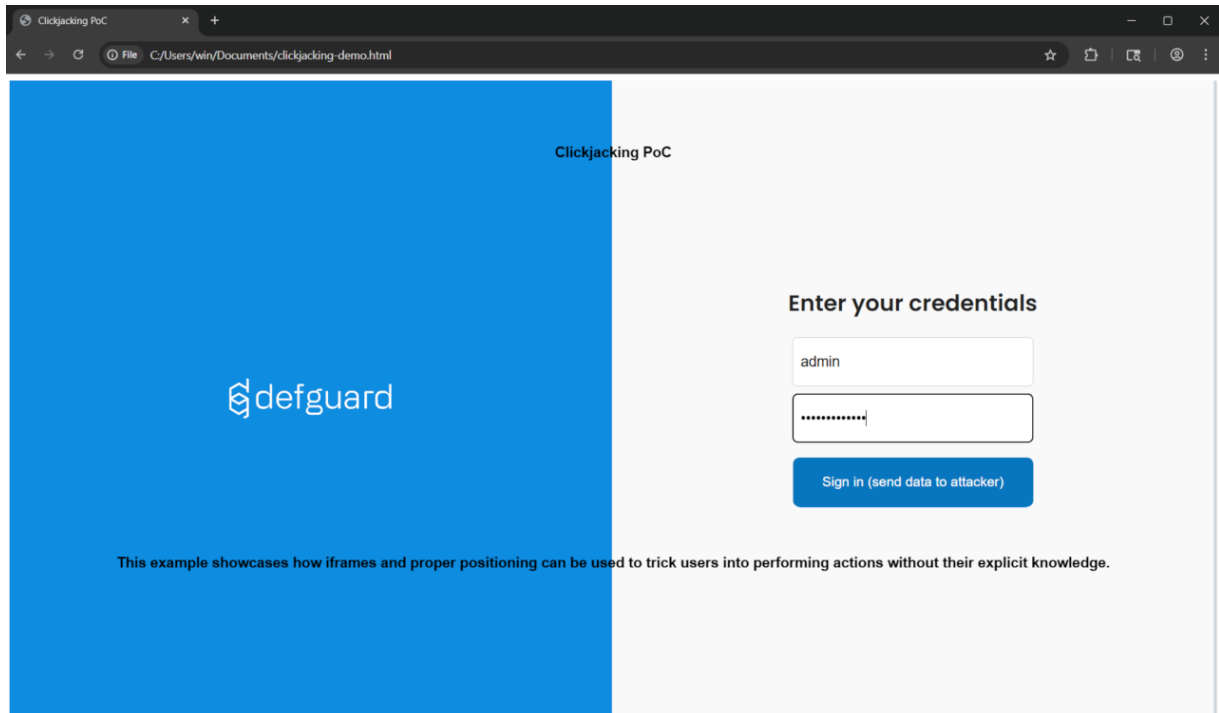 Clickjacking PoC
File C:/Users/win/Documents/clickjacking-demo.html
Clickjacking PoC
Enter your credentials
admin
•••••••••••••
defguard
Sign in (send data to attacker)
This example showcases how iframes and proper positioning can be used to trick users into performing actions without their explicit knowledge.